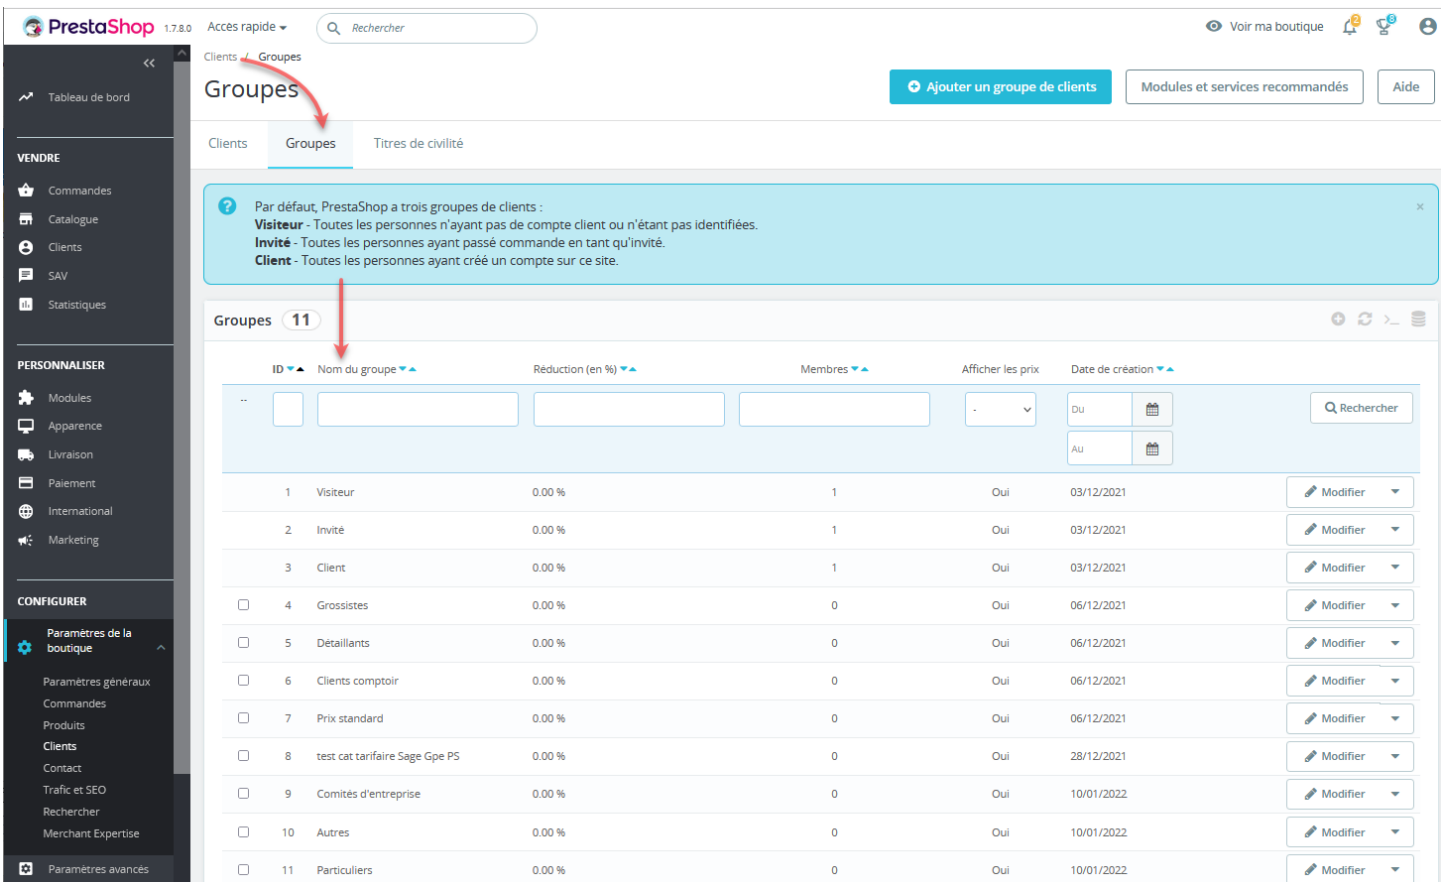 PrestaShop 1.7.8.0 Accès rapide Rechercher Voir ma boutique 2 8
Clients / Groupes
Groupes
Ajouter un groupe de clients Modules et services recommandés Aide
Clients Groupes Titres de civilité
Tableau de bord
VENDRE
Commandes
Catalogue
Clients
SAV
Statistiques
PERSONNALISER
Modules
Apparence
Livraison
Paiement
International
Marketing
CONFIGURER
Paramètres de la
boutique
Paramètres généraux
Commandes
Produits
Clients
Contact
Trafic et SEO
Rechercher
Merchant Expertise
Paramètres avancés
Par défaut, PrestaShop a trois groupes de clients :
Visiteur - Toutes les personnes n'ayant pas de compte client ou n'étant pas identifiées.
Invité - Toutes les personnes ayant passé commande en tant qu'invité.
Client - Toutes les personnes ayant créé un compte sur ce site.
Groupes 11
ID Nom du groupe Réduction (en %) Membres Afficher les prix Date de création
-- - Du Rechercher
Au
1 Visiteur 0.00 % 1 Oui 03/12/2021 Modifier
2 Invité 0.00 % 1 Oui 03/12/2021 Modifier
3 Client 0.00 % 1 Oui 03/12/2021 Modifier
4 Grossistes 0.00 % 0 Oui 06/12/2021 Modifier
5 Détaillants 0.00 % 0 Oui 06/12/2021 Modifier
6 Clients comptoir 0.00 % 0 Oui 06/12/2021 Modifier
7 Prix standard 0.00 % 0 Oui 06/12/2021 Modifier
8 test cat tarifaire Sage Gpe PS 0.00 % 0 Oui 28/12/2021 Modifier
9 Comités d'entreprise 0.00 % 0 Oui 10/01/2022 Modifier
10 Autres 0.00 % 0 Oui 10/01/2022 Modifier
11 Particuliers 0.00 % 0 Oui 10/01/2022 Modifier